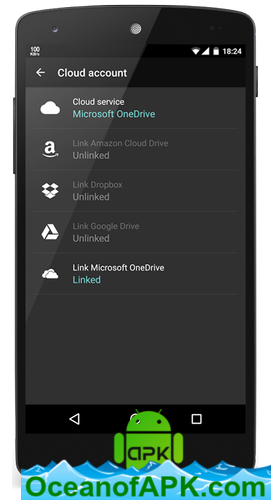 100
KB/s
18:24
Cloud account
Cloud service
Microsoft OneDrive
Link Amazon Cloud Drive
Unlinked
Link Dropbox
Unlinked
Link Google Drive
Unlinked
Link Microsoft OneDrive
Linked
APK
OceanofAPK.com